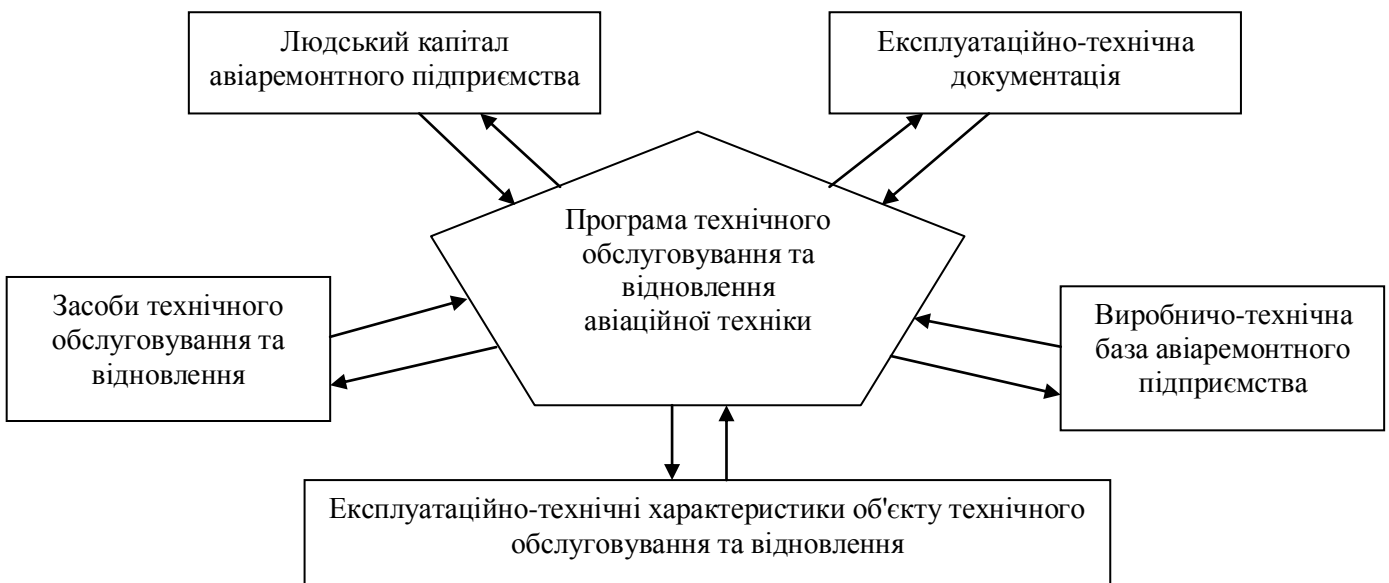 Людський капітал
авіаремонтного підприємства
Експлуатаційно-технічна
документація
Програма технічного
обслуговування та
відновлення
авіаційної техніки
Засоби технічного
обслуговування та
відновлення
Виробничо-технічна
база авіаремонтного
підприємства
Експлуатаційно-технічні характеристики об'єкту технічного
обслуговування та відновлення